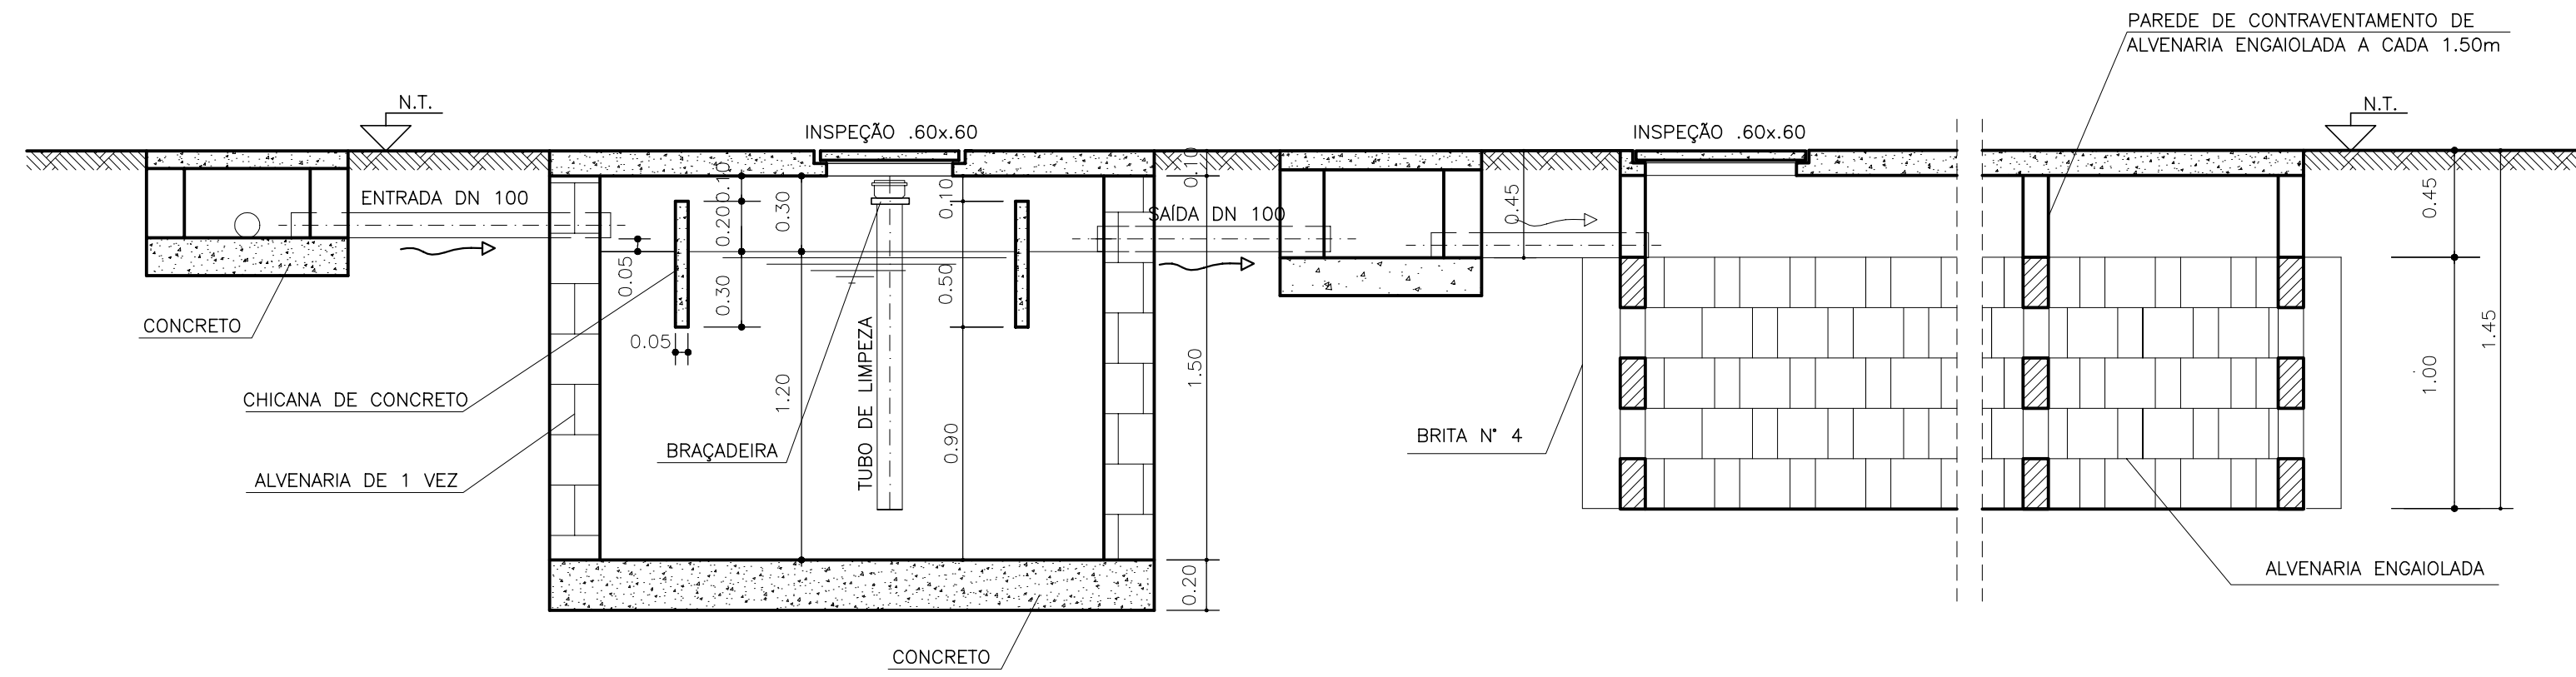 PAREDE DE CONTRAVENTAMENTO DE
ALVENARIA ENGAIOLADA A CADA 1.50m
N.T.
N.T.
INSPEÇÃO .60x.60
INSPEÇÃO .60x.60
ENTRADA DN 100
SAÍDA DN 100
0.10
0.20
0.30
0.10
0.10
0.45
0.45
0.05
0.30
0.50
0.05
1.20
1.50
0.90
0.20
1.00
1.45
CONCRETO
CHICANA DE CONCRETO
BRAÇADEIRA
TUBO DE LIMPEZA
ALVENARIA DE 1 VEZ
BRITA N° 4
ALVENARIA ENGAIOLADA
CONCRETO